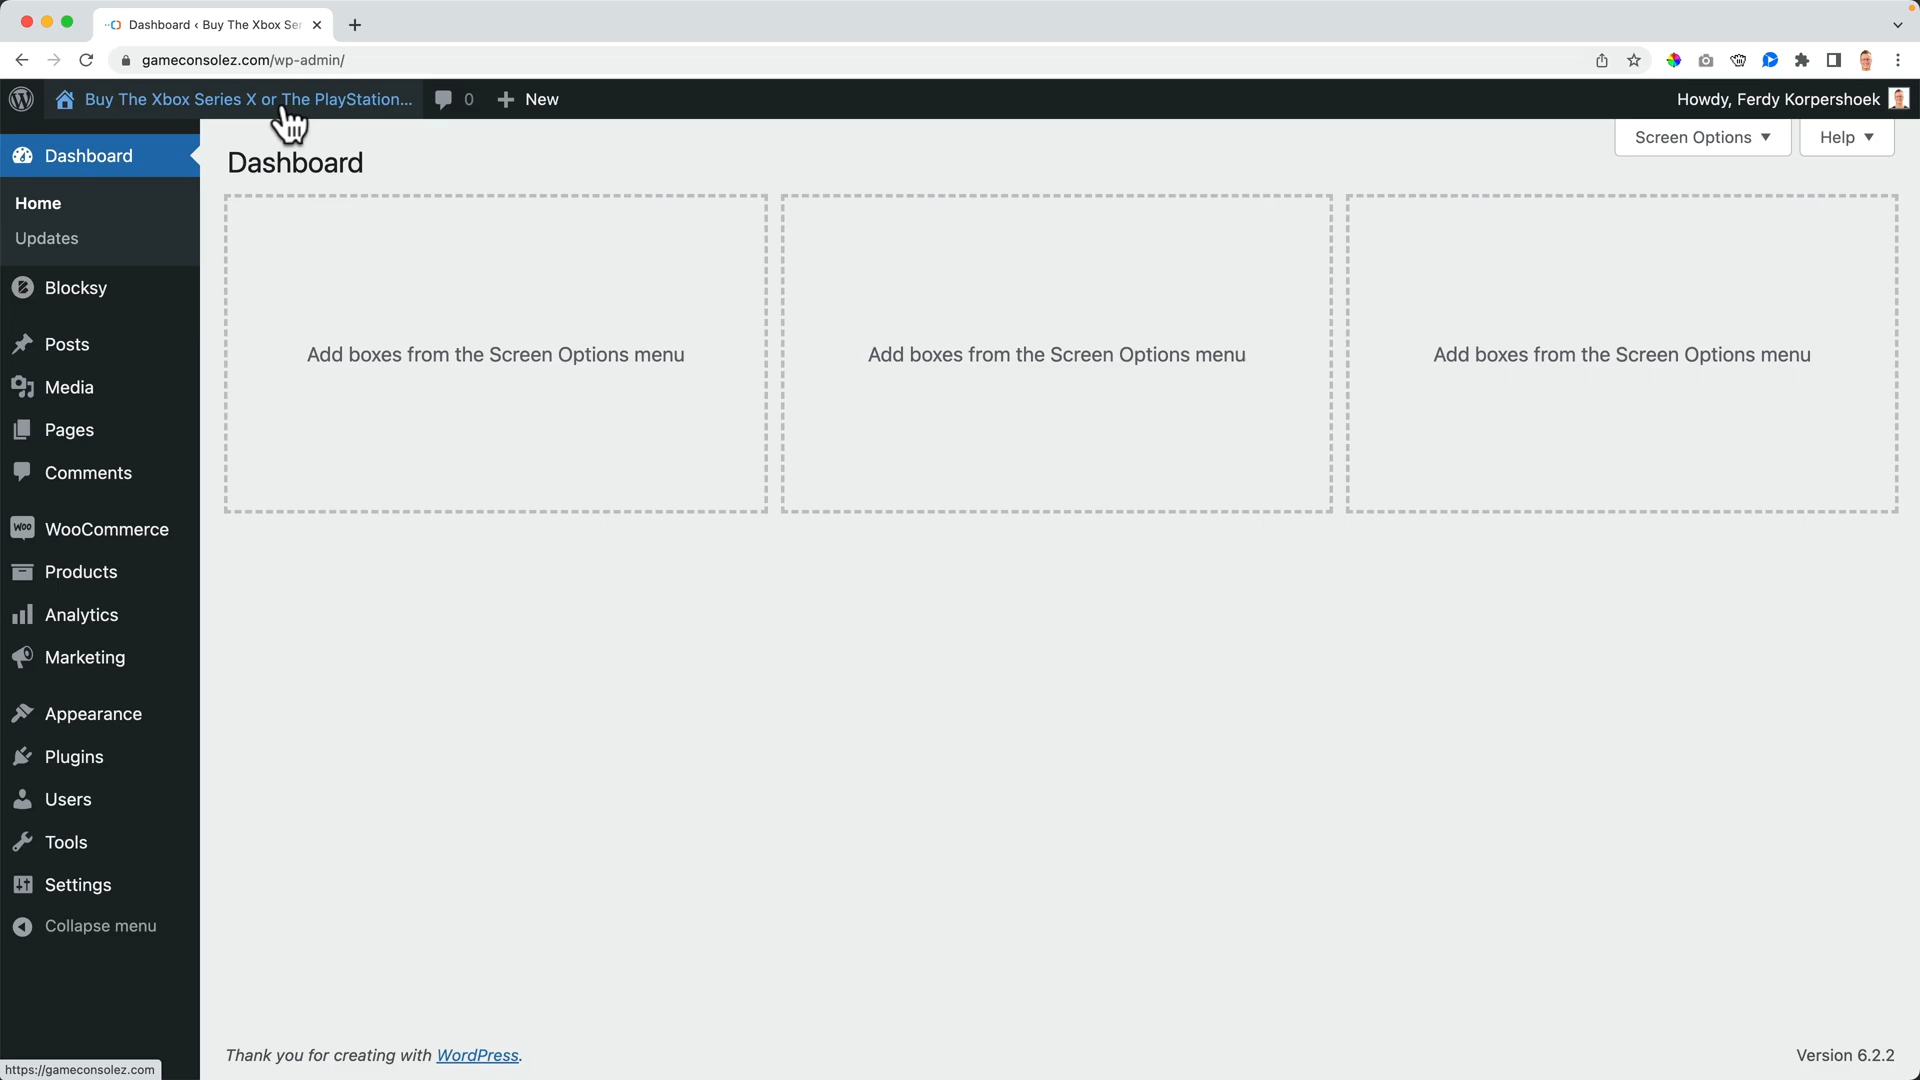 Dashboard ‹ Buy The Xbox Ser
gameconsolez.com/wp-admin/
Buy The Xbox Series X or The PlayStation... 0 New
Howdy, Ferdy Korpershoek
Screen Options
Help
Dashboard
Dashboard
Home
Updates
Blocksy
Posts
Media
Pages
Comments
Woo WooCommerce
Products
Analytics
Marketing
Appearance
Plugins
Users
Tools
Settings
Collapse menu
Add boxes from the Screen Options menu
Add boxes from the Screen Options menu
Add boxes from the Screen Options menu
Thank you for creating with WordPress.
Version 6.2.2
https://gameconsolez.com